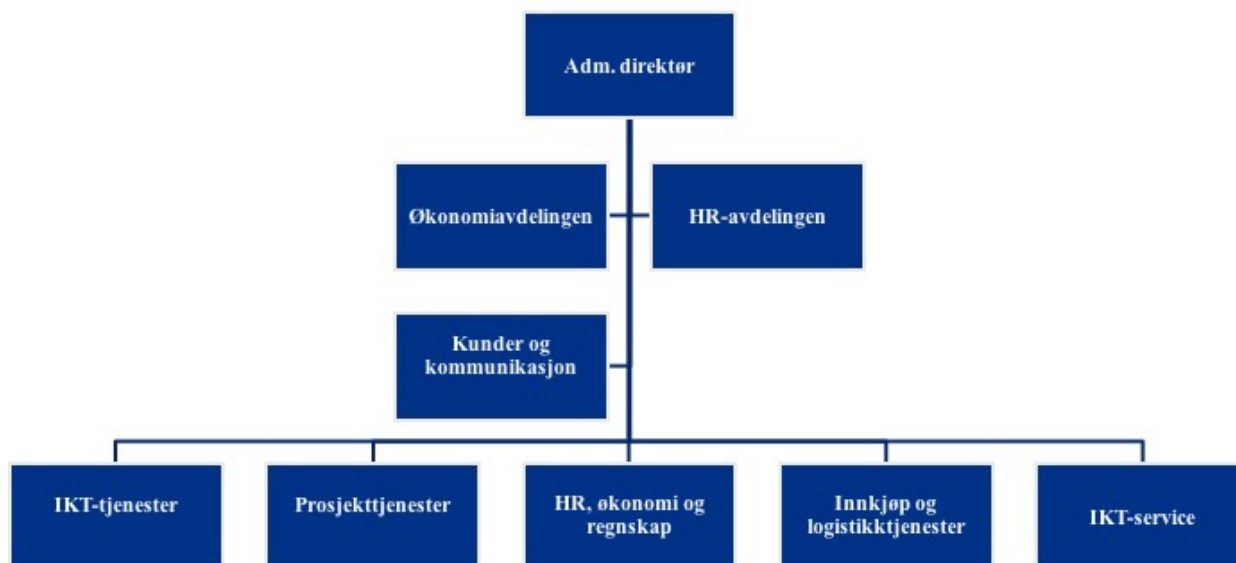 Adm. direktør
Økonomiavdelingen
HR-avdelingen
Kunder og
kommunikasjon
IKT-tjenester
Prosjekttjenester
HR, økonomi og
regnskap
Innkjøp og
logistikktjenester
IKT-service